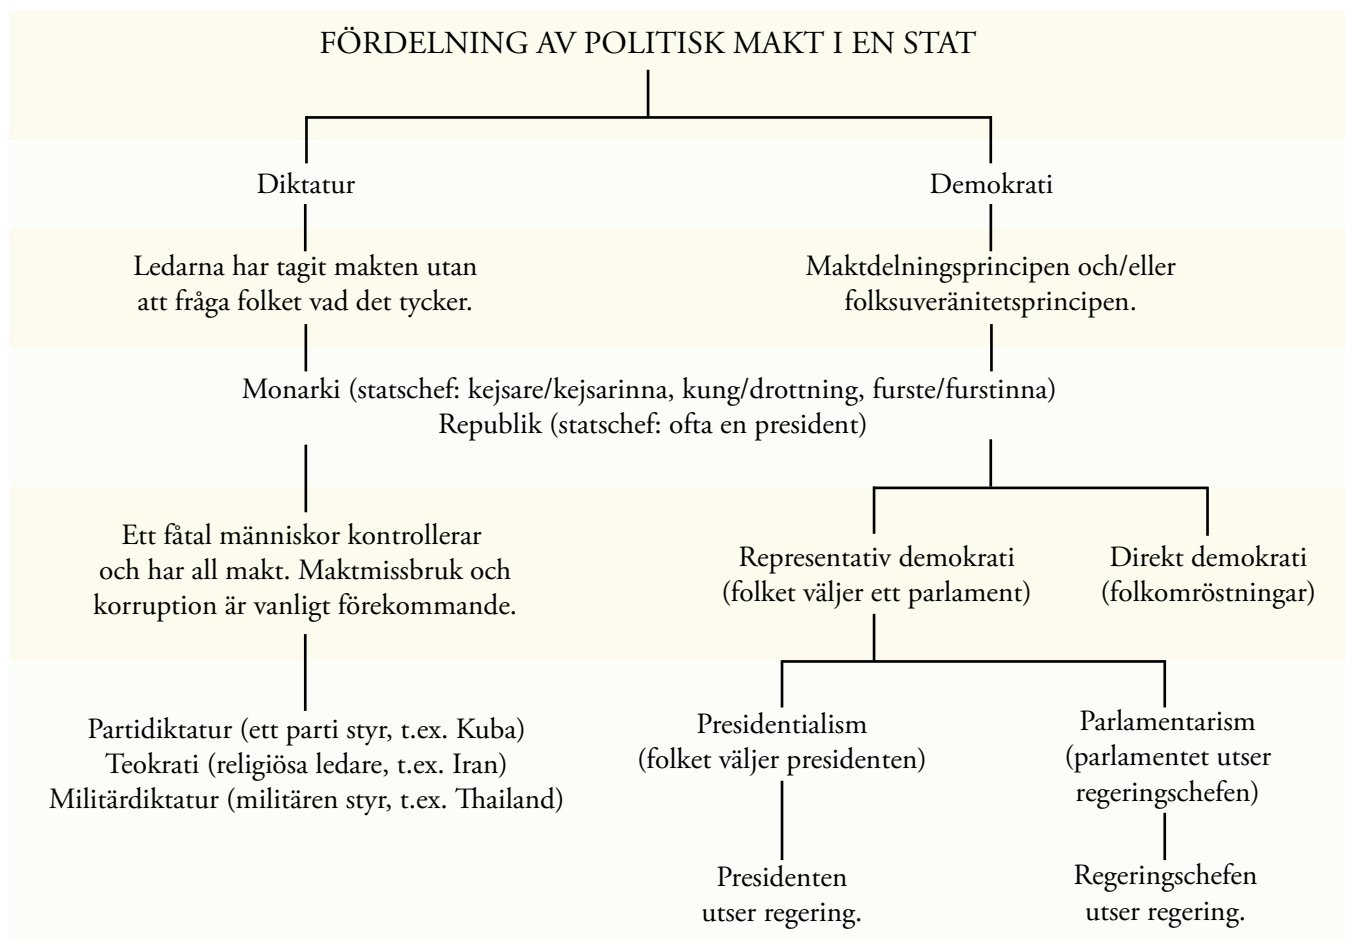 FÖRDELNING AV POLITISK MAKT I EN STAT
Diktatur
Demokrati
Ledarna har tagit makten utan
att fråga folket vad det tycker.
Maktdelningsprincipen och/eller
folksuveränitetsprincipen.
Monarki (statschef: kejsare/kejsarinna, kung/drottning, furste/furstinna)
Republik (statschef: ofta en president)
Ett fåtal människor kontrollerar
och har all makt. Maktmissbruk och
korruption är vanligt förekommande.
Representativ demokrati
(folket väljer ett parlament)
Direkt demokrati
(folkomröstningar)
Partidiktatur (ett parti styr, t.ex. Kuba)
Teokrati (religiösa ledare, t.ex. Iran)
Militärdiktatur (militären styr, t.ex. Thailand)
Presidentialism
(folket väljer presidenten)
Parlamentarism
(parlamentet utser
regeringschefen)
Presidenten
utser regering.
Regeringschefen
utser regering.